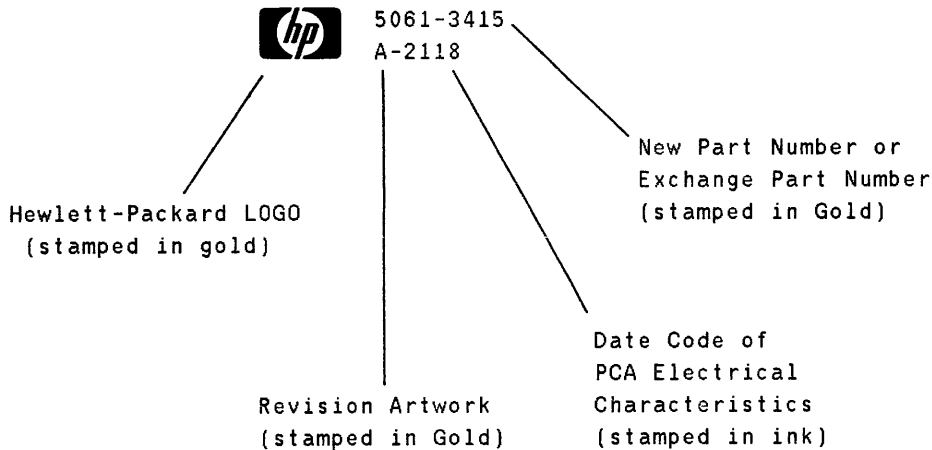 hp 5061-3415
A-2118
New Part Number or
Exchange Part Number
(stamped in Gold)
Hewlett-Packard LOGO
(stamped in gold)
Date Code of
PCA Electrical
Characteristics
(stamped in ink)
Revision Artwork
(stamped in Gold)